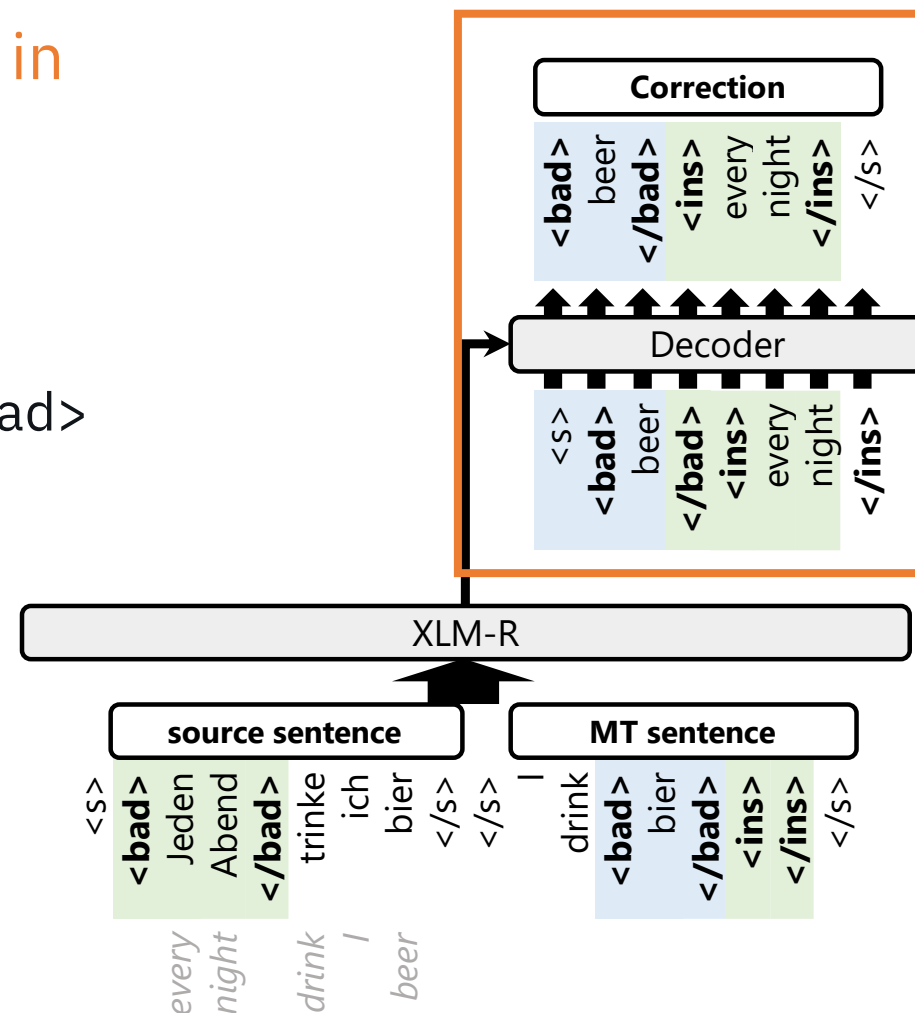 in
Correction
<bad> beer </bad> <ins> every night </ins> </s>
Decoder
<s> <bad> beer </bad> <ins> every night </ins>
ad>
XLM-R
source sentence
MT sentence
<s> <bad> Jeden Abend </bad> trinke ich bier </s> </s> I drink <bad> bier </bad> <ins> </ins> </s>
every night drink I beer